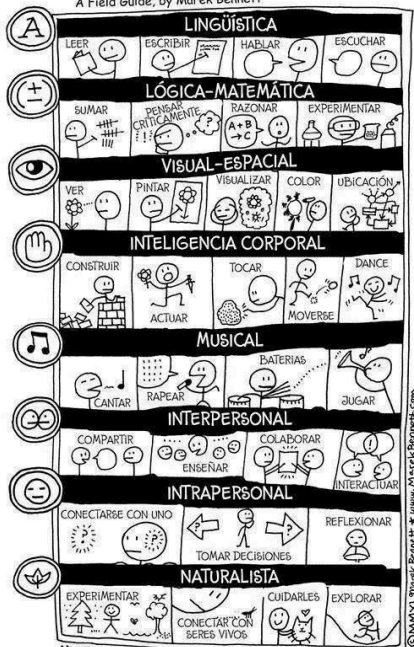 A Field Guide, by Marek Bennett
LINGÜÍSTICA
LEER ESCRIBIR HABLAR ESCUCHAR
LÓGICA-MATEMÁTICA
SUMAR PENSAR CRÍTICAMENTE RAZONAR EXPERIMENTAR
A+B
→C
VISUAL-ESPACIAL
VER PINTAR VISUALIZAR COLOR UBICACIÓN
INTELIGENCIA CORPORAL
CONSTRUIR ACTUAR TOCAR MOVERSE DANCE
MUSICAL
CANTAR RAPEAR BATERIAS JUGAR
INTERPERSONAL
COMPARTIR ENSEÑAR COLABORAR INTERACTUAR
INTRAPERSONAL
CONECTARSE CON UNO TOMAR DECISIONES REFLEXIONAR
NATURALISTA
EXPERIMENTAR CONECTAR CON SERES VIVOS CUIDARLES EXPLORAR
Marek Bennett * www.MarekBennett.com